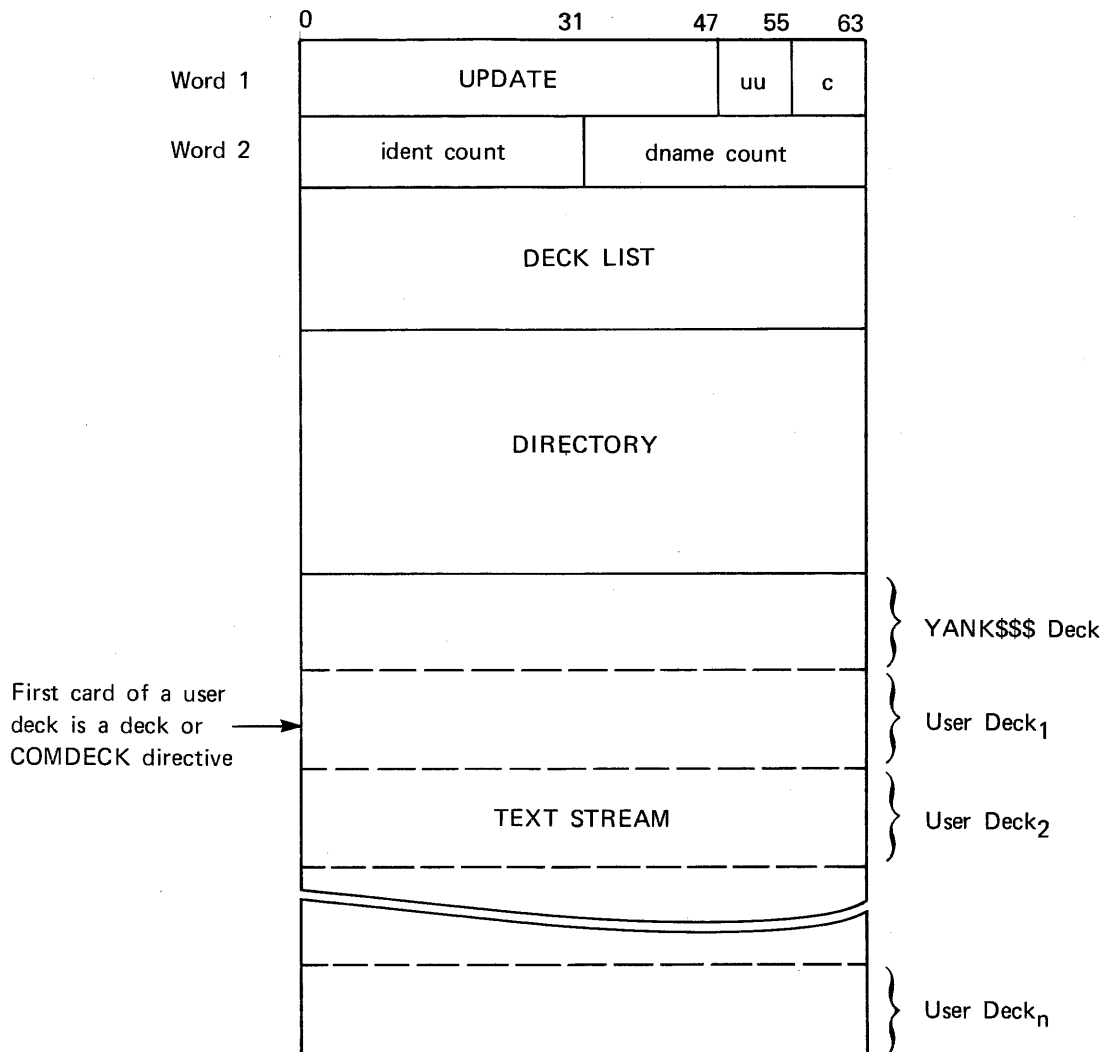 0 31 47 55 63
Word 1 UPDATE uu c
Word 2 ident count dname count
DECK LIST
DIRECTORY
YANK$$$ Deck
First card of a user
deck is a deck or
COMDECK directive
User Deck1
TEXT STREAM
User Deck2
User Deckn